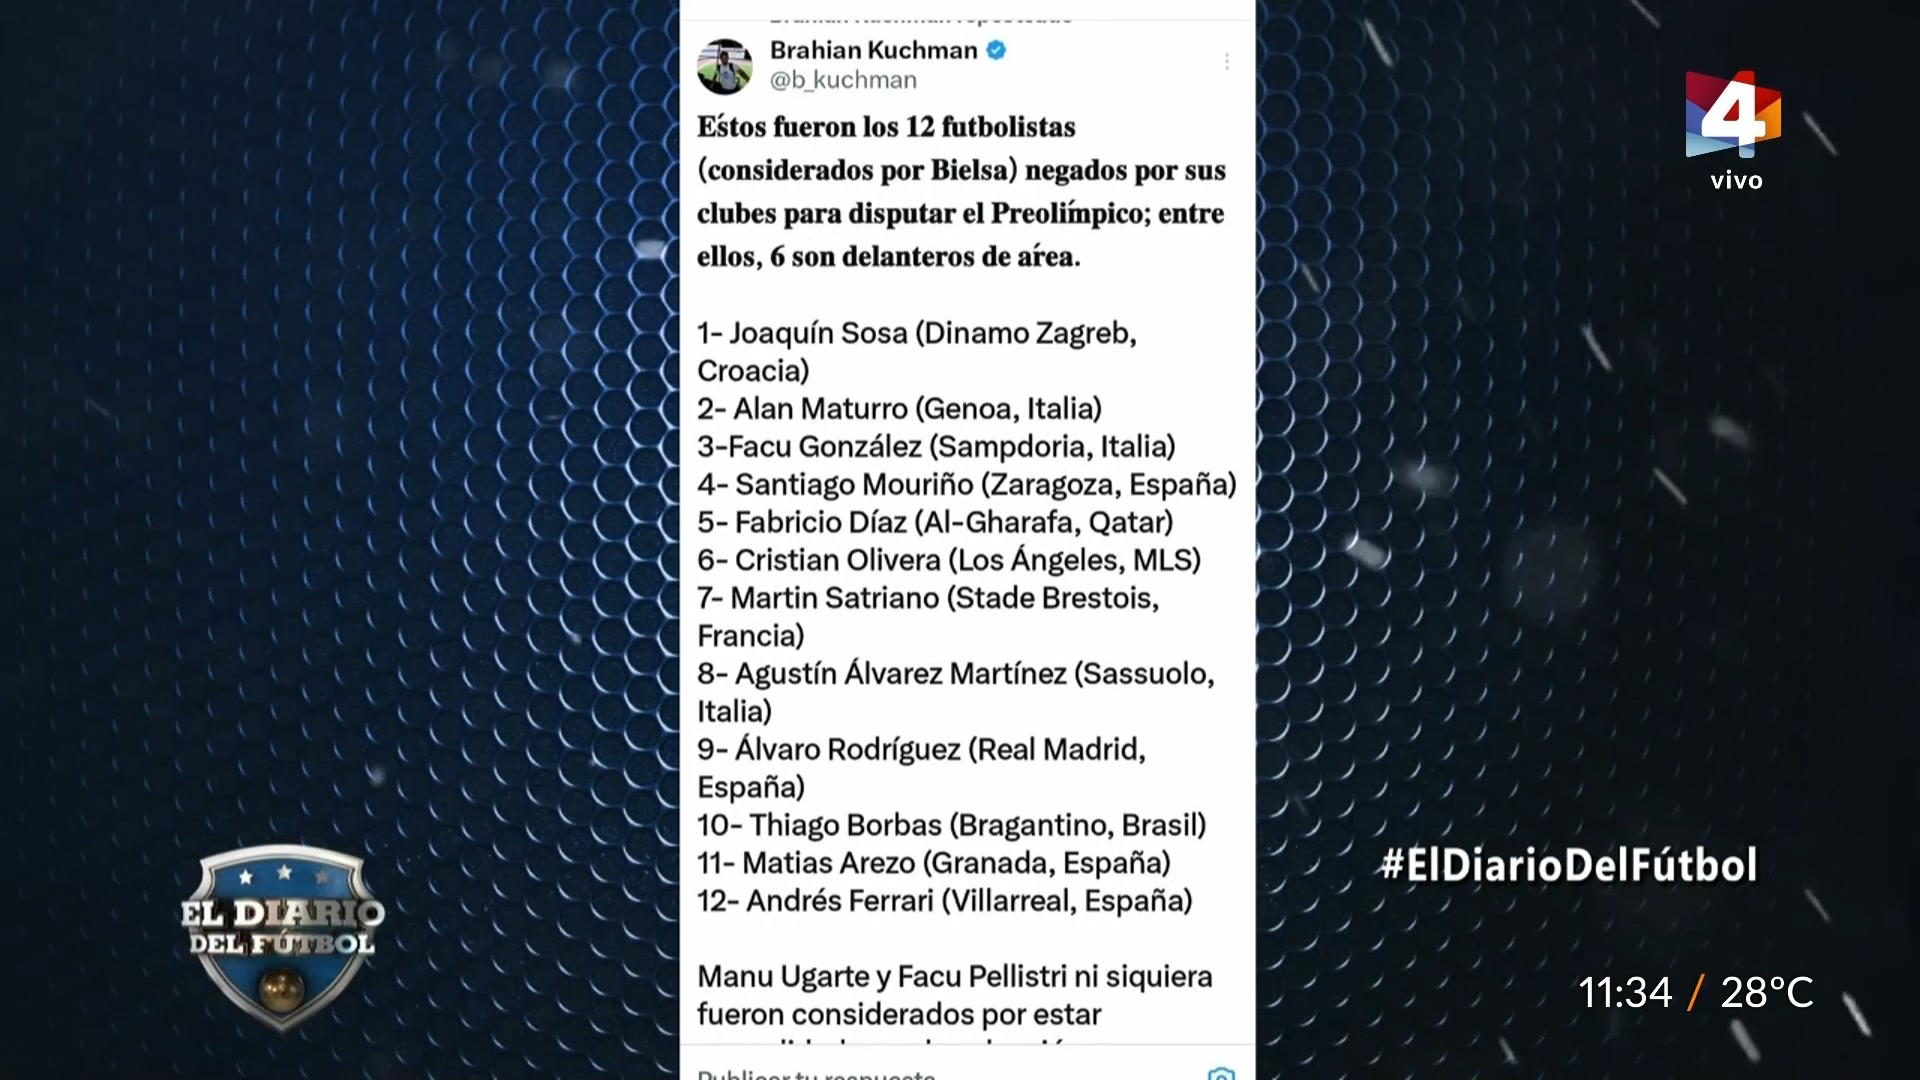 Brahian Kuchman
@b_kuchman
4
vivo
Estos fueron los 12 futbolistas
(considerados por Bielsa) negados por sus
clubes para disputar el Preolímpico; entre
ellos, 6 son delanteros de área.
1- Joaquín Sosa (Dinamo Zagreb,
Croacia)
2- Alan Maturro (Genoa, Italia)
3-Facu González (Sampdoria, Italia)
4- Santiago Mouriño (Zaragoza, España)
5- Fabricio Díaz (Al-Gharafa, Qatar)
6- Cristian Olivera (Los Ángeles, MLS)
7- Martin Satriano (Stade Brestois,
Francia)
8- Agustín Álvarez Martínez (Sassuolo,
Italia)
9- Álvaro Rodríguez (Real Madrid,
España)
10- Thiago Borbas (Bragantino, Brasil)
11- Matias Arezo (Granada, España)
12- Andrés Ferrari (Villarreal, España)
Manu Ugarte y Facu Pellistri ni siquiera
fueron considerados por estar
EL DIARIO
DEL FÚTBOL
#ElDiarioDelFútbol
11:34 / 28°C